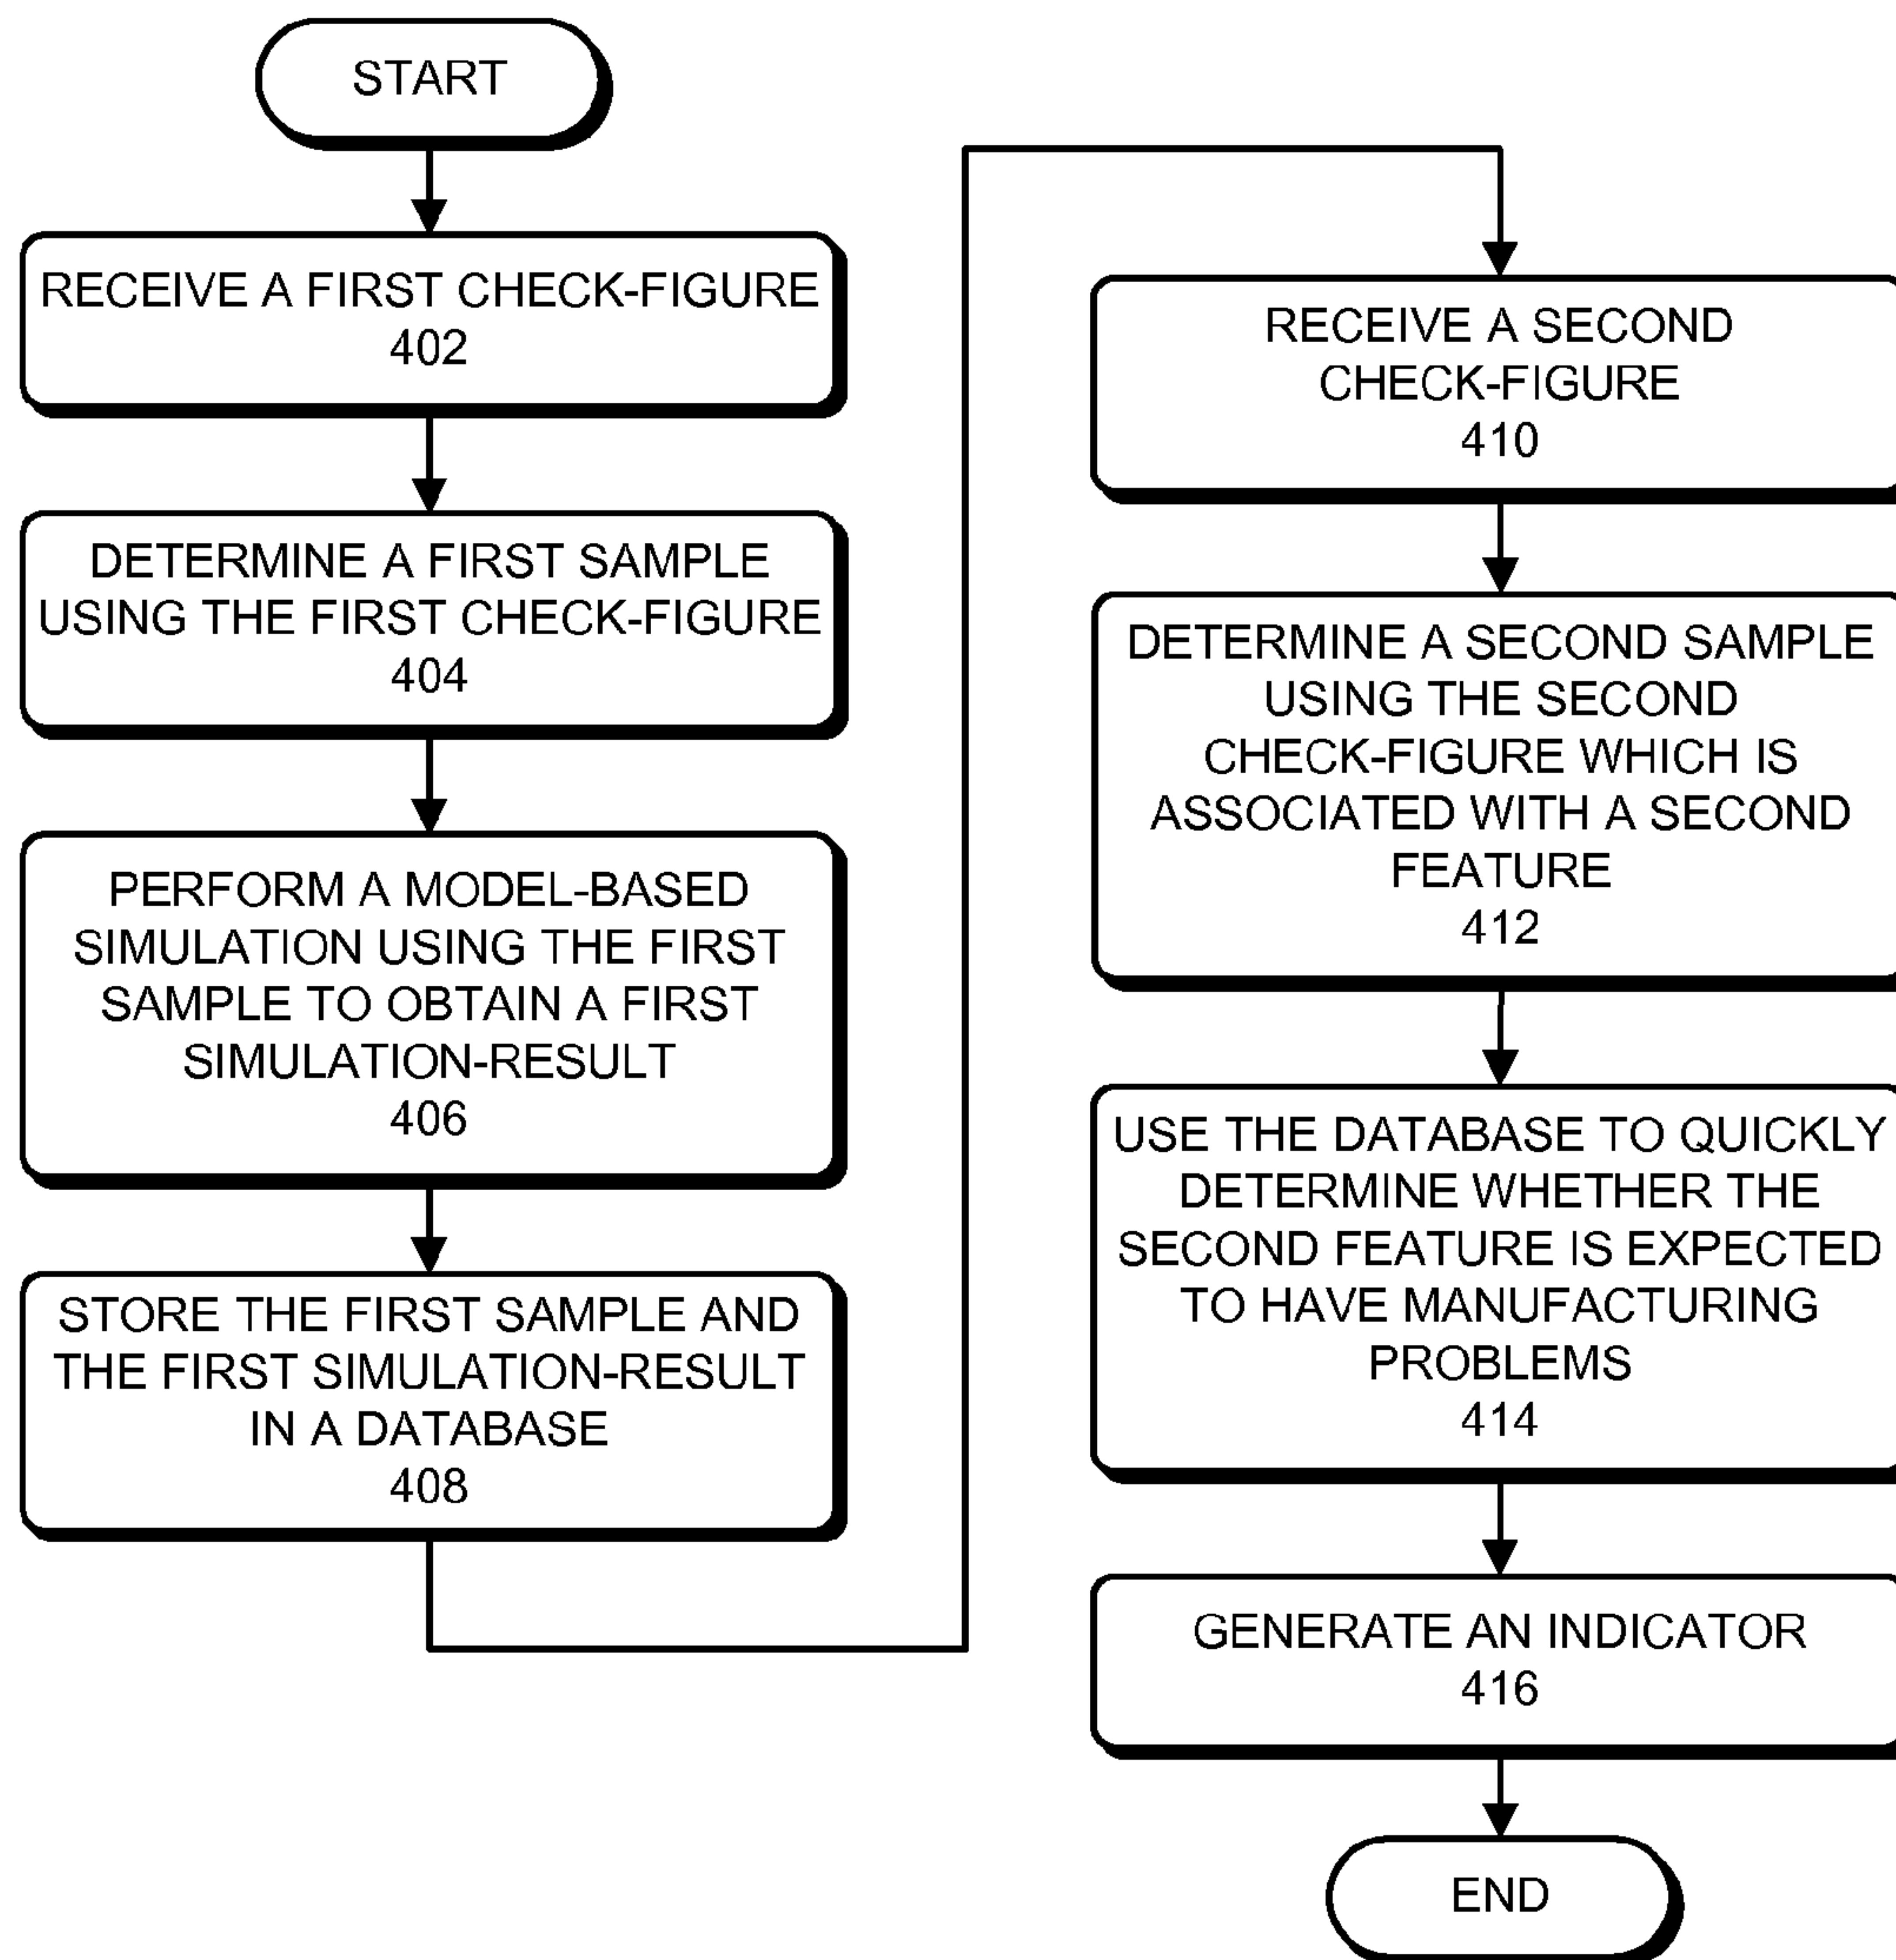 START
RECEIVE A FIRST CHECK-FIGURE
402
DETERMINE A FIRST SAMPLE
USING THE FIRST CHECK-FIGURE
404
PERFORM A MODEL-BASED
SIMULATION USING THE FIRST
SAMPLE TO OBTAIN A FIRST
SIMULATION-RESULT
406
STORE THE FIRST SAMPLE AND
THE FIRST SIMULATION-RESULT
IN A DATABASE
408
RECEIVE A SECOND
CHECK-FIGURE
410
DETERMINE A SECOND SAMPLE
USING THE SECOND
CHECK-FIGURE WHICH IS
ASSOCIATED WITH A SECOND
FEATURE
412
USE THE DATABASE TO QUICKLY
DETERMINE WHETHER THE
SECOND FEATURE IS EXPECTED
TO HAVE MANUFACTURING
PROBLEMS
414
GENERATE AN INDICATOR
416
END